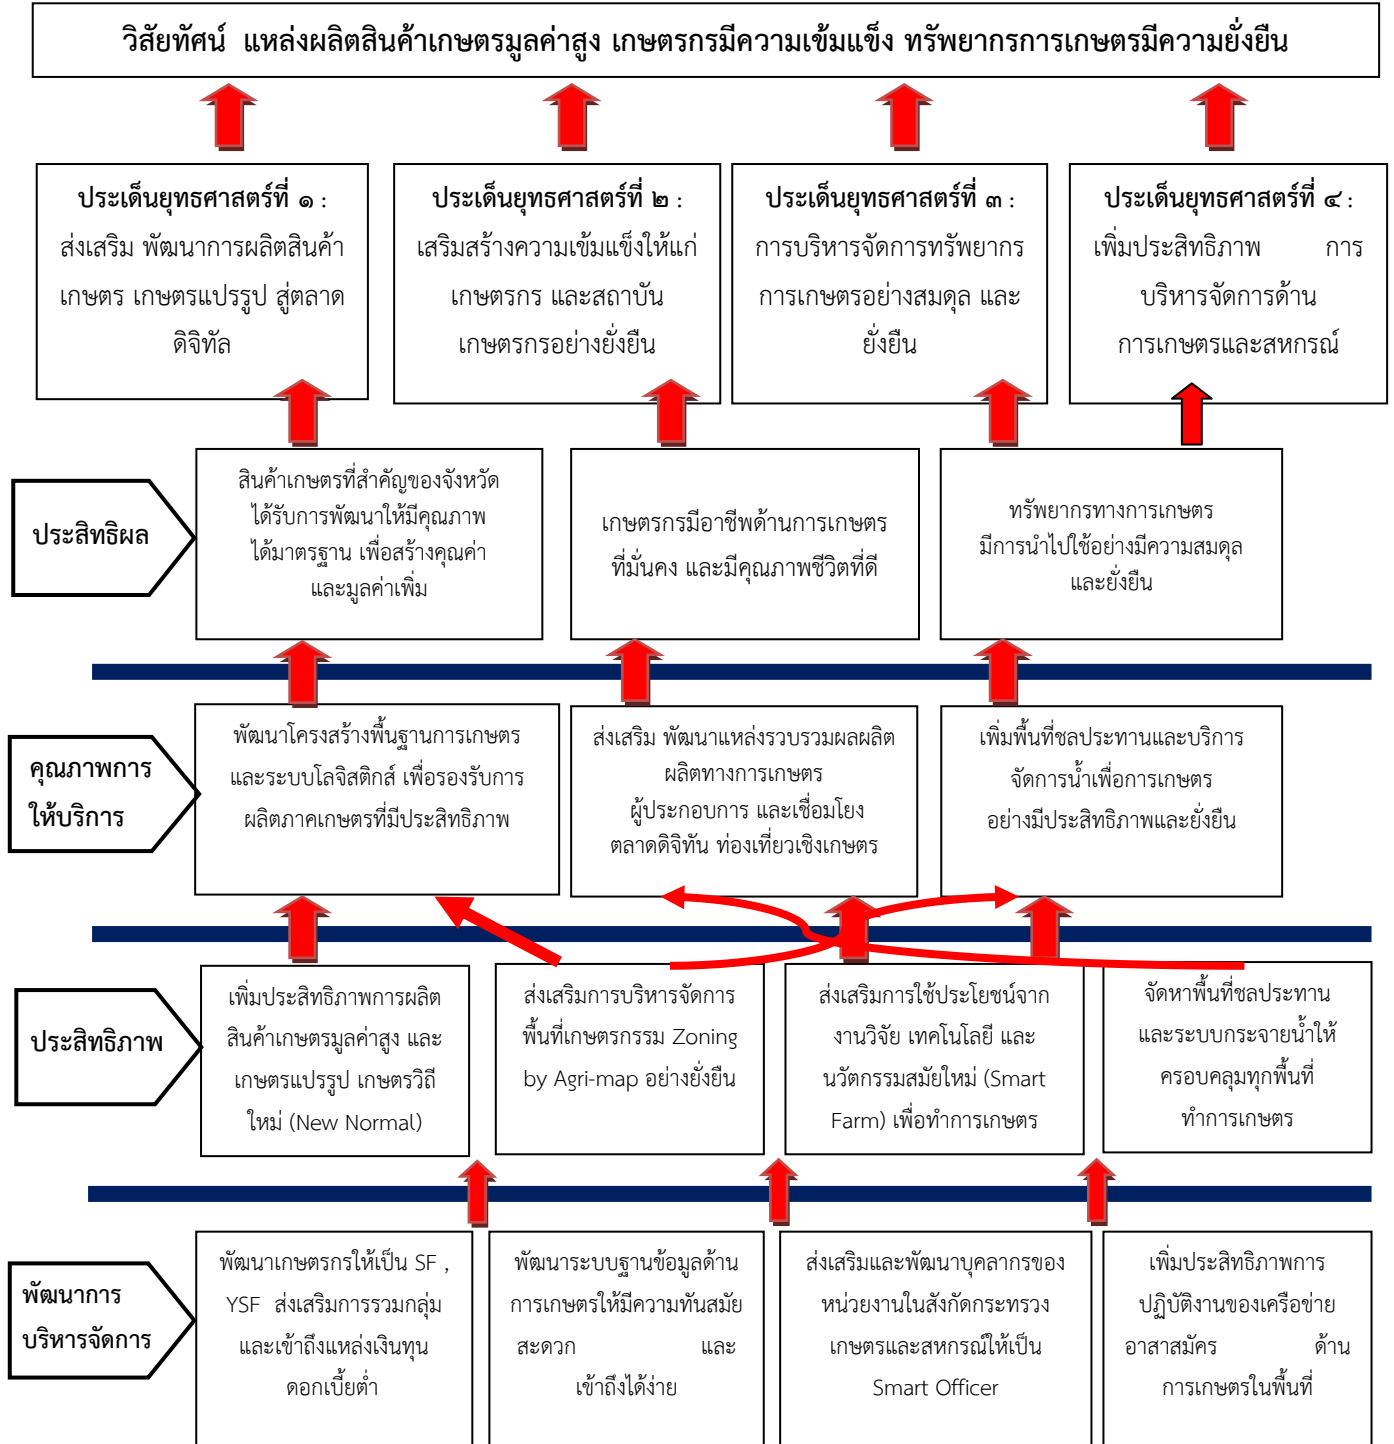 วิสัยทัศน์ แหล่งผลิตสินค้าเกษตรมูลค่าสูง เกษตรกรมีความเข้มแข็ง ทรัพยากรการเกษตรมีความยั่งยืน
ประเด็นยุทธศาสตร์ที่ ๑ :
ส่งเสริม พัฒนาการผลิตสินค้า
เกษตร เกษตรแปรรูป สู่ตลาด
ดิจิทัล
ประเด็นยุทธศาสตร์ที่ ๒ :
เสริมสร้างความเข้มแข็งให้แก่
เกษตรกร และสถาบัน
เกษตรกรอย่างยั่งยืน
ประเด็นยุทธศาสตร์ที่ ๓ :
การบริหารจัดการทรัพยากร
การเกษตรอย่างสมดุล และ
ยั่งยืน
ประเด็นยุทธศาสตร์ที่ ๔ :
เพิ่มประสิทธิภาพ การ
บริหารจัดการด้าน
การเกษตรและสหกรณ์
ประสิทธิผล
สินค้าเกษตรที่สำคัญของจังหวัด
ได้รับการพัฒนาให้มีคุณภาพ
ได้มาตรฐาน เพื่อสร้างคุณค่า
และมูลค่าเพิ่ม
เกษตรกรมีอาชีพด้านการเกษตร
ที่มั่นคง และมีคุณภาพชีวิตที่ดี
ทรัพยากรทางการเกษตร
มีการนำไปใช้อย่างมีความสมดุล
และยั่งยืน
คุณภาพการ
ให้บริการ
พัฒนาโครงสร้างพื้นฐานการเกษตร
และระบบโลจิสติกส์ เพื่อรองรับการ
ผลิตภาคเกษตรที่มีประสิทธิภาพ
ส่งเสริม พัฒนาแหล่งรวบรวมผลผลิต
ผลิตทางการเกษตร
ผู้ประกอบการ และเชื่อมโยง
ตลาดดิจิทัน ท่องเที่ยวเชิงเกษตร
เพิ่มพื้นที่ชลประทานและบริการ
จัดการน้ำเพื่อการเกษตร
อย่างมีประสิทธิภาพและยั่งยืน
ประสิทธิภาพ
เพิ่มประสิทธิภาพการผลิต
สินค้าเกษตรมูลค่าสูง และ
เกษตรแปรรูป เกษตรวิถี
ใหม่ (New Normal)
ส่งเสริมการบริหารจัดการ
พื้นที่เกษตรกรรม Zoning
by Agri-map อย่างยั่งยืน
ส่งเสริมการใช้ประโยชน์จาก
งานวิจัย เทคโนโลยี และ
นวัตกรรมสมัยใหม่ (Smart
Farm) เพื่อทำการเกษตร
จัดหาพื้นที่ชลประทาน
และระบบกระจายน้ำให้
ครอบคลุมทุกพื้นที่
ทำการเกษตร
พัฒนาการ
บริหารจัดการ
พัฒนาเกษตรกรให้เป็น SF ,
YSF ส่งเสริมการรวมกลุ่ม
และเข้าถึงแหล่งเงินทุน
ดอกเบี้ยต่ำ
พัฒนาระบบฐานข้อมูลด้าน
การเกษตรให้มีความทันสมัย
สะดวก และ
เข้าถึงได้ง่าย
ส่งเสริมและพัฒนาบุคลากรของ
หน่วยงานในสังกัดกระทรวง
เกษตรและสหกรณ์ให้เป็น
Smart Officer
เพิ่มประสิทธิภาพการ
ปฏิบัติงานของเครือข่าย
อาสาสมัคร ด้าน
การเกษตรในพื้นที่